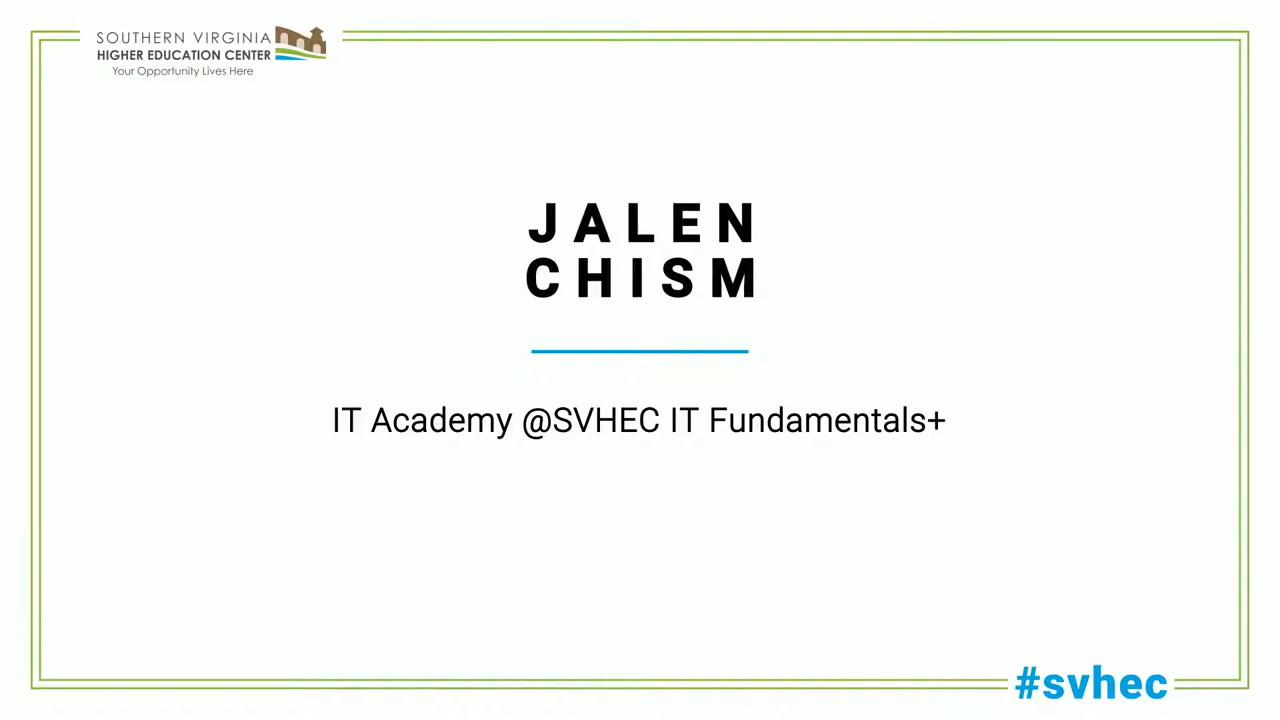 SOUTHERN VIRGINIA
HIGHER EDUCATION CENTER
Your Opportunity Lives Here
JALEN
CHISM
IT Academy @SVHEC IT Fundamentals+
#svhec